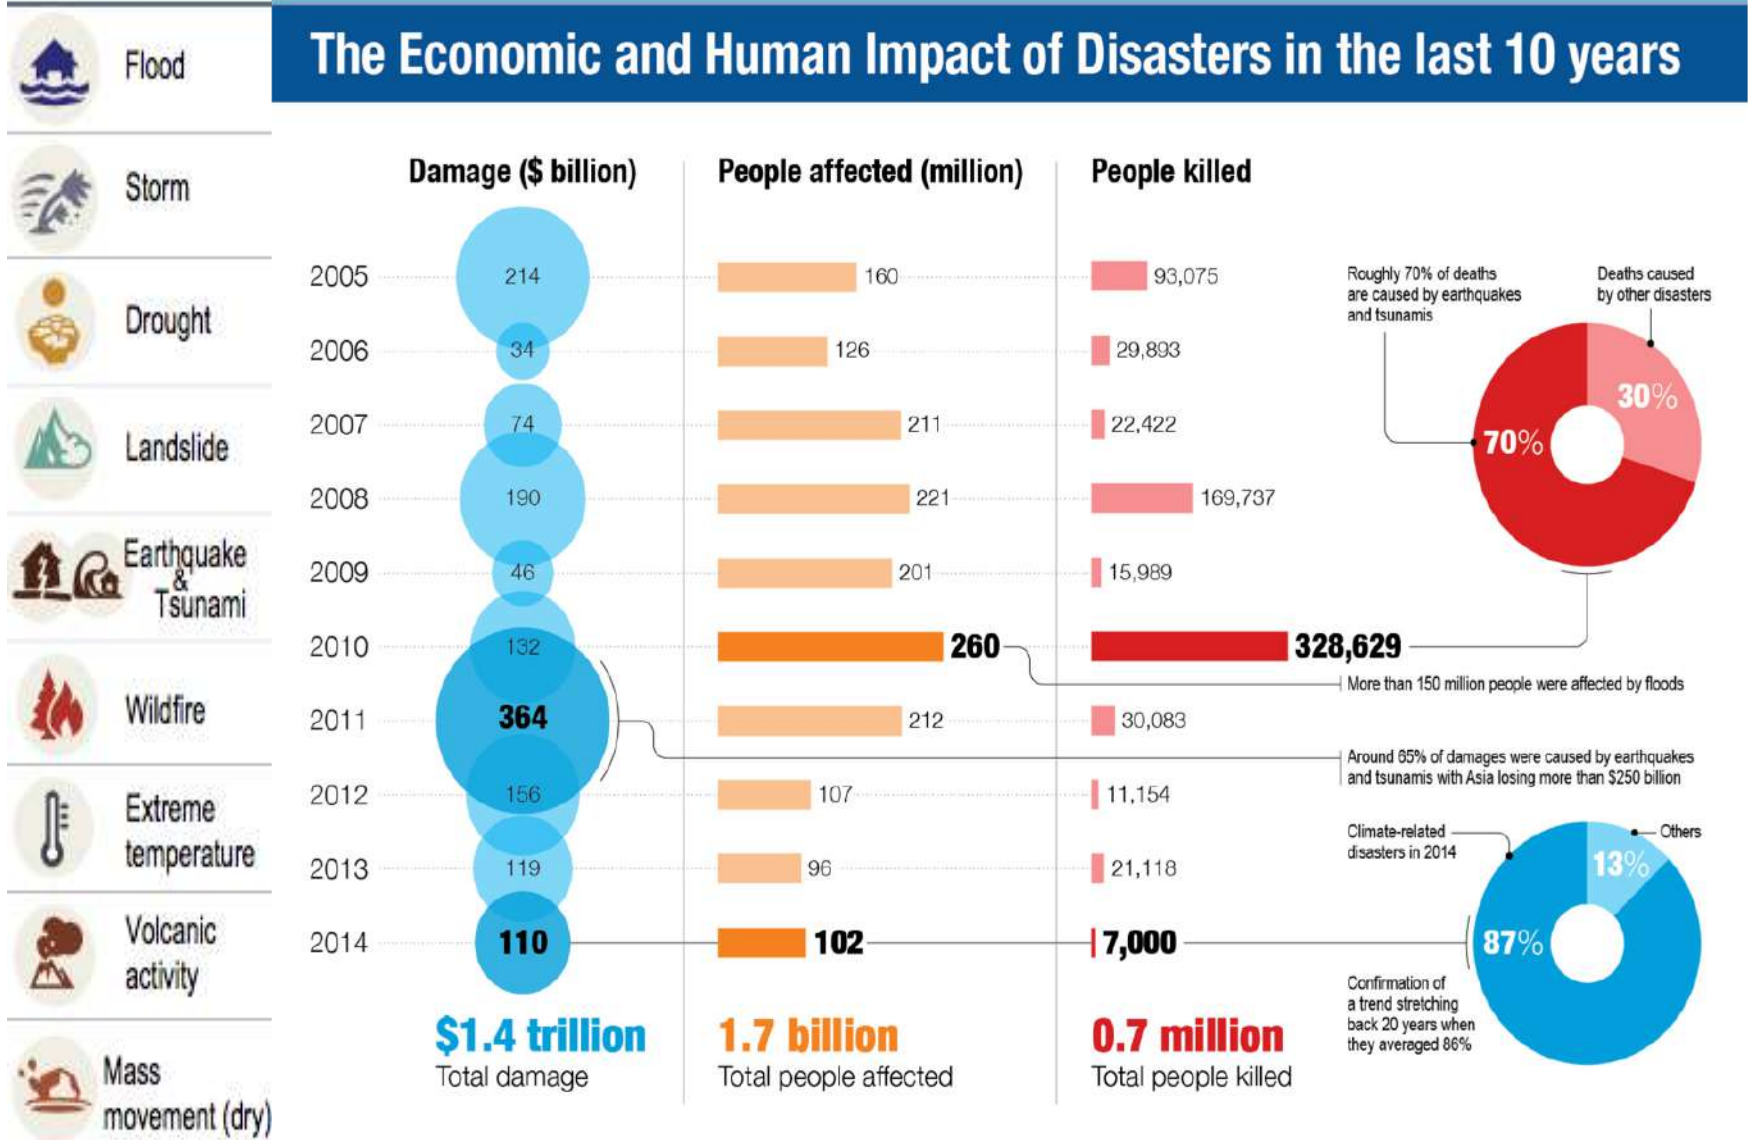 Flood
Storm
Drought
Landslide
Earthquake
&
Tsunami
Wildfire
Extreme
temperature
Volcanic
activity
Mass
movement (dry)
The Economic and Human Impact of Disasters in the last 10 years
Damage ($ billion) People affected (million) People killed
2005 214 160 93,075
2006 34 126 29,893
2007 74 211 22,422
2008 190 221 169,737
2009 46 201 15,989
2010 132 260 328,629
2011 364 212 30,083
2012 156 107 11,154
2013 119 96 21,118
2014 110 102 7,000
$1.4 trillion 1.7 billion 0.7 million
Total damage Total people affected Total people killed
Roughly 70% of deaths
are caused by earthquakes
and tsunamis
Deaths caused
by other disasters
30%
70%
More than 150 million people were affected by floods
Around 65% of damages were caused by earthquakes
and tsunamis with Asia losing more than $250 billion
Climate-related
disasters in 2014
Others
13%
87%
Confirmation of
a trend stretching
back 20 years when
they averaged 86%